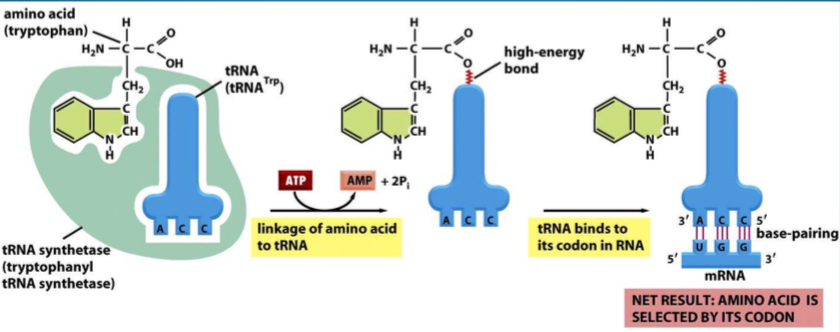 amino acid
(tryptophan)
H
H₂N C C
O
OH
CH₂
C
CH
N
H
tRNA
(tRNAᵀʳᵖ)
A C C
tRNA synthetase
(tryptophanyl
tRNA synthetase)
ATP AMP + 2Pᵢ
linkage of amino acid
to tRNA
H
H₂N C C
O
O
CH₂
C
CH
N
H
high-energy
bond
A C C
tRNA binds to
its codon in RNA
H
H₂N C C
O
O
CH₂
C
CH
N
H
3′ A C C 5′
base-pairing
U G G
5′ 3′
mRNA
NET RESULT: AMINO ACID IS
SELECTED BY ITS CODON